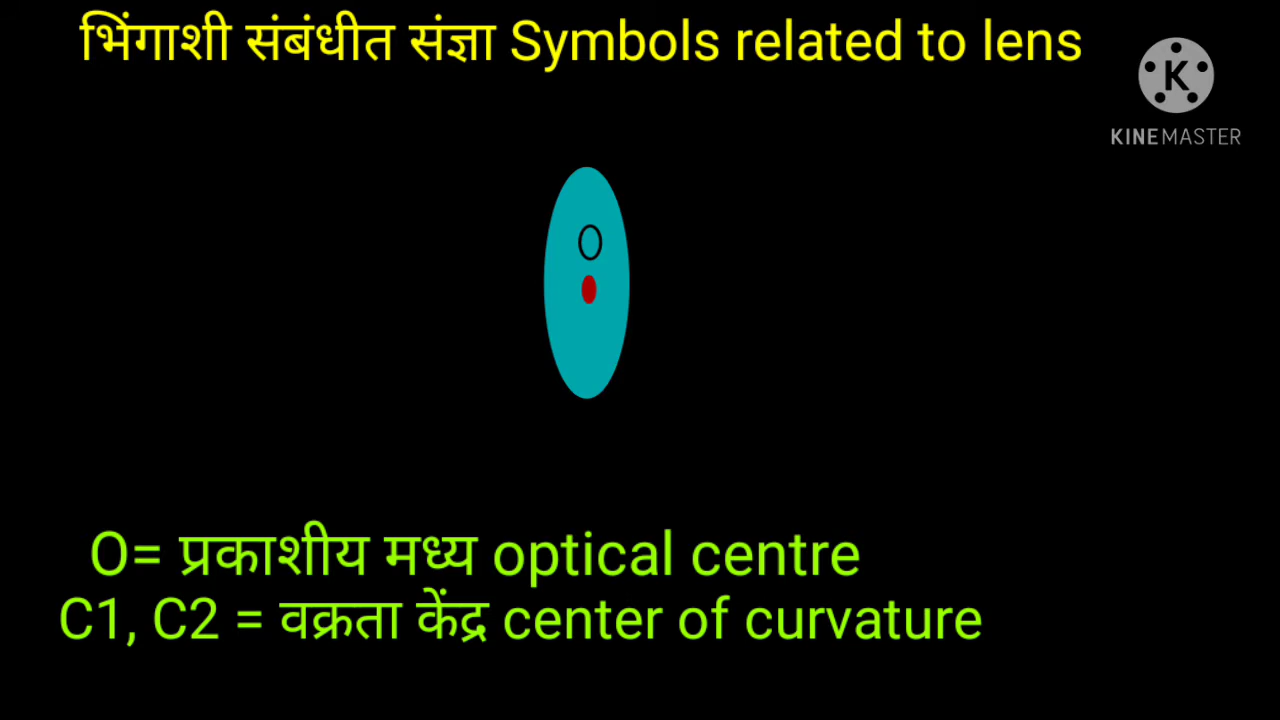 भिंगाशी संबंधीत संज्ञा Symbols related to lens
K
KINEMASTER
O
O= प्रकाशीय मध्य optical centre
C1, C2 = वक्रता केंद्र center of curvature